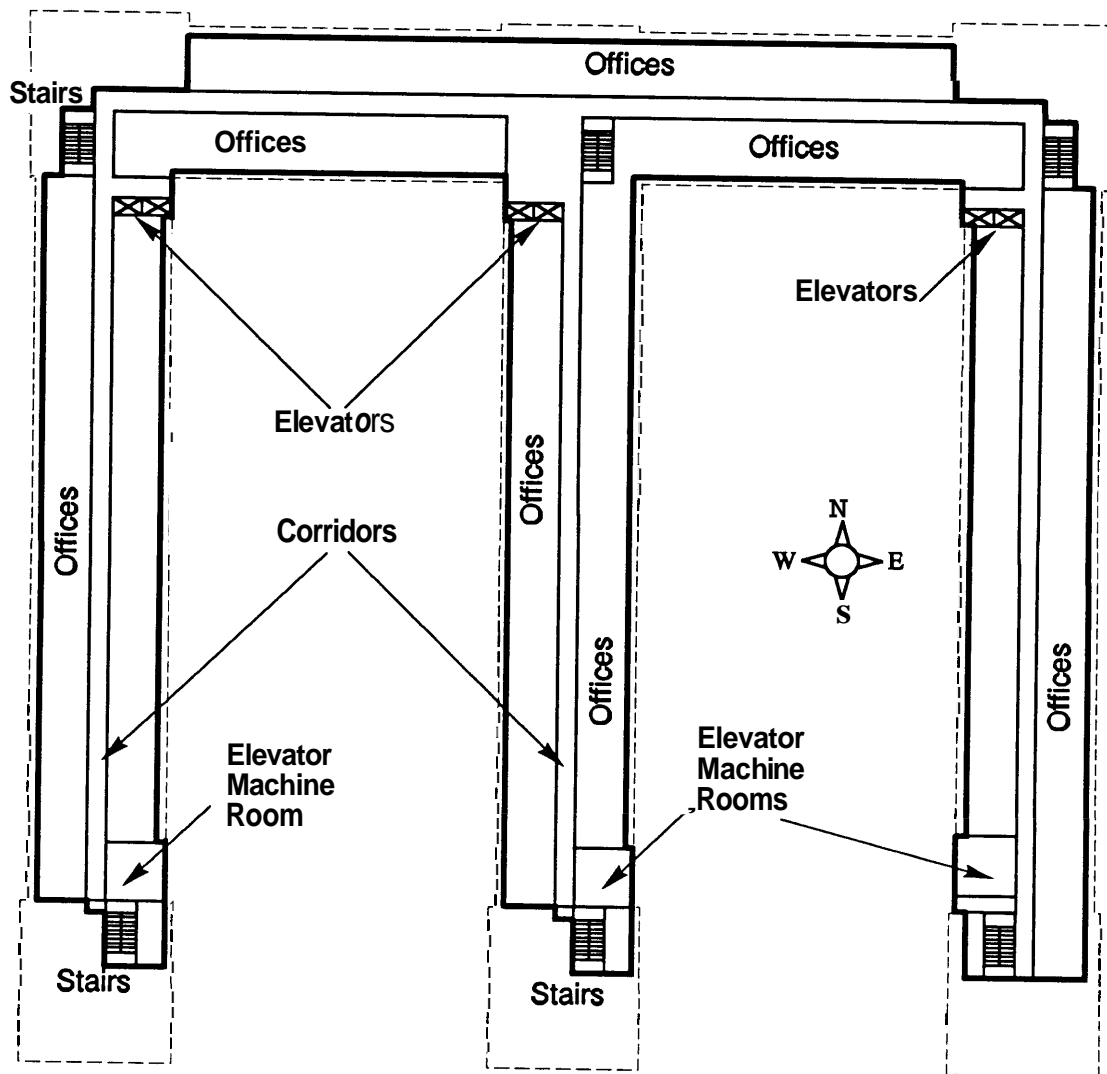 Offices
Stairs
Offices
Offices
Elevators
Elevators
Offices
Offices
Corridors
N
W
E
S
Offices
Offices
Elevator
Machine
Room
Elevator
Machine
Rooms
Stairs
Stairs